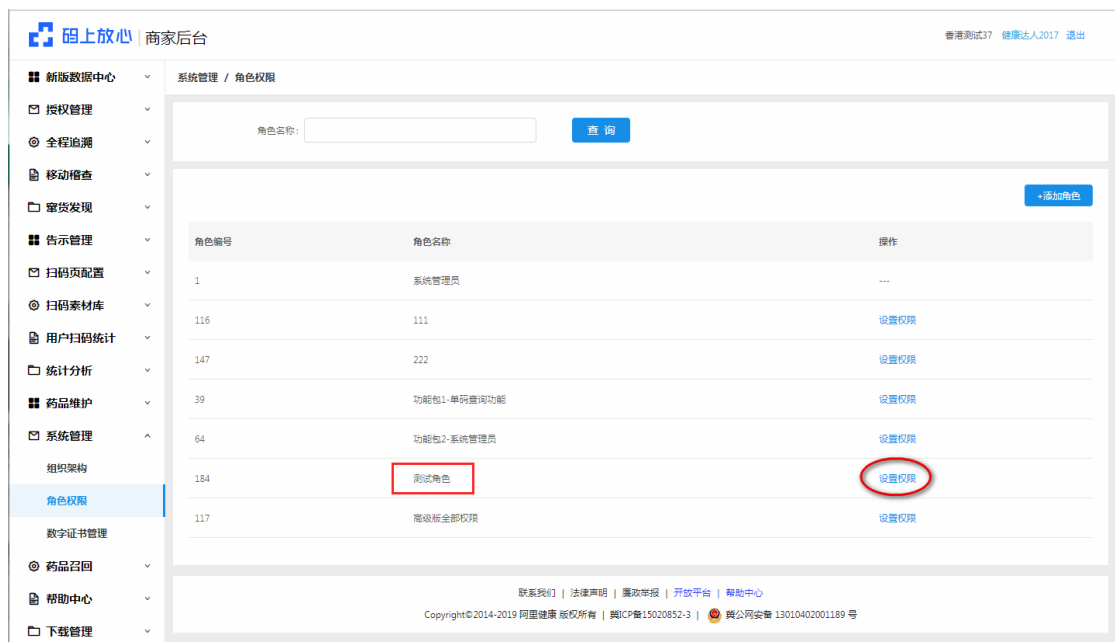 码上放心 商家后台
香港测试37 健康达人2017 退出
新版数据中心
授权管理
全程追溯
移动稽查
窜货发现
告示管理
扫码页配置
扫码素材库
用户扫码统计
统计分析
药品维护
系统管理
组织架构
角色权限
数字证书管理
药品召回
帮助中心
下载管理
系统管理 / 角色权限
角色名称: 查 询
+添加角色
角色编号 角色名称 操作
1 系统管理员 ---
116 111 设置权限
147 222 设置权限
39 功能包1-单码查询功能 设置权限
64 功能包2-系统管理员 设置权限
184 测试角色 设置权限
117 高级版全部权限 设置权限
联系我们 | 法律声明 | 廉政举报 | 开放平台 | 帮助中心
Copyright©2014-2019 阿里健康 版权所有 | 冀ICP备15020852-3 | 冀公网安备 13010402001189 号